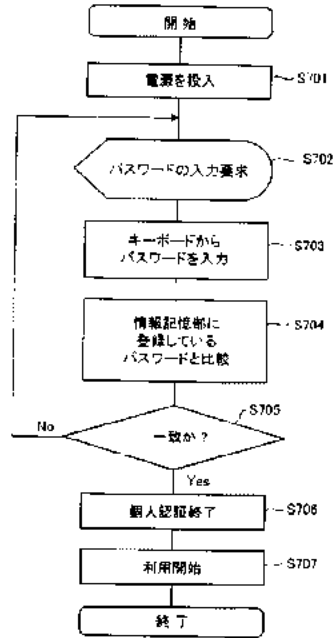 開始
電源を投入
S701
パスワードの入力要求
S702
キーボードから
パスワードを入力
S703
情報記憶部に
登録している
パスワードと比較
S704
S705
一致か？
No
Yes
個人認証終了
S706
利用開始
S707
終了